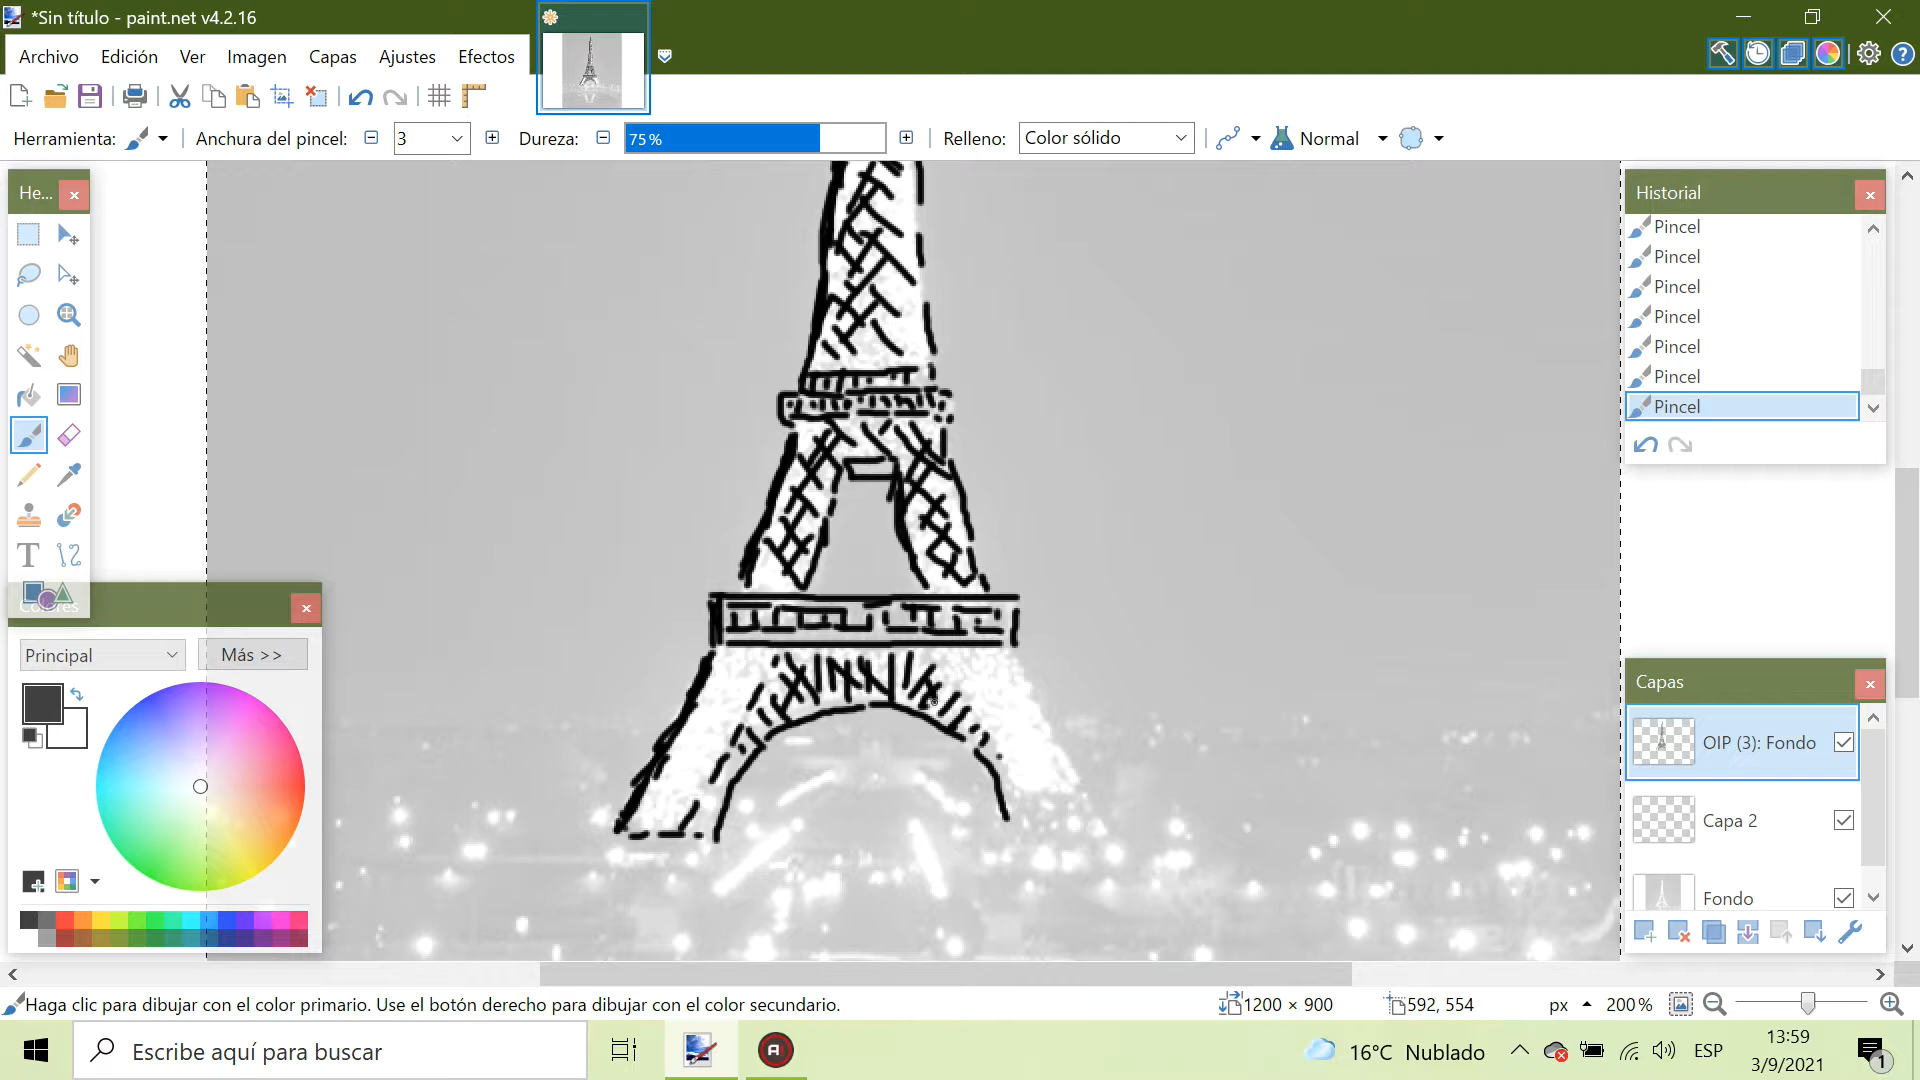 *Sin título - paint.net v4.2.16
Archivo Edición Ver Imagen Capas Ajustes Efectos
Herramienta: Anchura del pincel: 3 Dureza: 75% Relleno: Color sólido Normal
He...
Historial
Pincel
Pincel
Pincel
Pincel
Pincel
Pincel
Pincel
Colores
Principal Más >>
Capas
OIP (3): Fondo
Capa 2
Fondo
Haga clic para dibujar con el color primario. Use el botón derecho para dibujar con el color secundario. 1200 × 900 592, 554 px 200%
Escribe aquí para buscar
16°C Nublado
ESP
13:59
3/9/2021
1